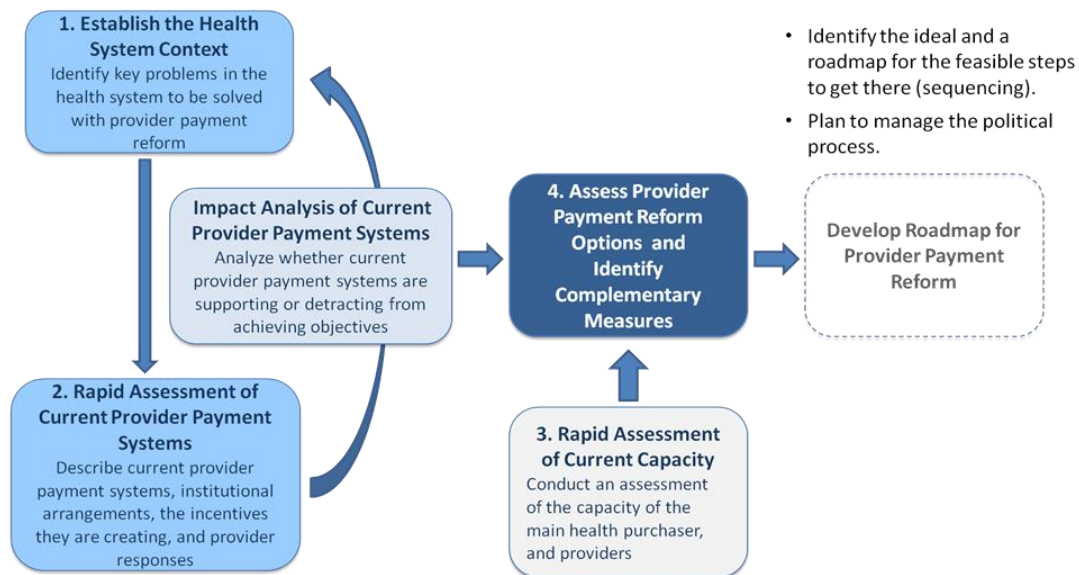 1. Establish the Health
System Context
Identify key problems in the
health system to be solved
with provider payment
reform
Impact Analysis of Current
Provider Payment Systems
Analyze whether current
provider payment systems are
supporting or detracting from
achieving objectives
2. Rapid Assessment of
Current Provider Payment
Systems
Describe current provider
payment systems, institutional
arrangements, the incentives
they are creating, and provider
responses
3. Rapid Assessment
of Current Capacity
Conduct an assessment
of the capacity of the
main health purchaser,
and providers
4. Assess Provider
Payment Reform
Options and
Identify
Complementary
Measures
• Identify the ideal and a
roadmap for the feasible steps
to get there (sequencing).
• Plan to manage the political
process.
Develop Roadmap for
Provider Payment
Reform